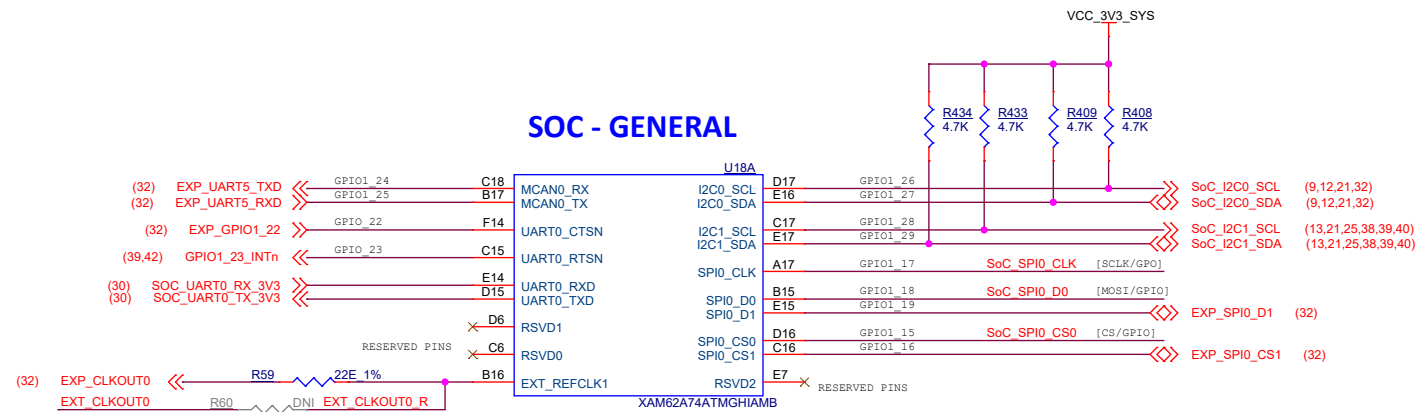 VCC_3V3_SYS
R434 R433 R409 R408
4.7K 4.7K 4.7K 4.7K
SOC - GENERAL
U18A
(32) EXP_UART5_TXD GPIO1_24 C18 MCAN0_RX I2C0_SCL D17 GPIO1_26 SoC_I2C0_SCL (9,12,21,32)
(32) EXP_UART5_RXD GPIO1_25 B17 MCAN0_TX I2C0_SDA E16 GPIO1_27 SoC_I2C0_SDA (9,12,21,32)
(32) EXP_GPIO1_22 GPIO_22 F14 UART0_CTSN I2C1_SCL C17 GPIO1_28 SoC_I2C1_SCL (13,21,25,38,39,40)
I2C1_SDA E17 GPIO1_29 SoC_I2C1_SDA (13,21,25,38,39,40)
(39,42) GPIO1_23_INTn GPIO_23 C15 UART0_RTSN
SPI0_CLK A17 GPIO1_17 SoC_SPI0_CLK [SCLK/GPO]
(30) SOC_UART0_RX_3V3 E14 UART0_RXD
(30) SOC_UART0_TX_3V3 D15 UART0_TXD SPI0_D0 B15 GPIO1_18 SoC_SPI0_D0 [MOSI/GPIO]
SPI0_D1 E15 GPIO1_19 EXP_SPI0_D1 (32)
D6 RSVD1
SPI0_CS0 D16 GPIO1_15 SoC_SPI0_CS0 [CS/GPIO]
RESERVED PINS C6 RSVD0 SPI0_CS1 C16 GPIO1_16 EXP_SPI0_CS1 (32)
(32) EXP_CLKOUT0 R59 22E_1% B16 EXT_REFCLK1 RSVD2 E7 RESERVED PINS
EXT_CLKOUT0 R60 DNI EXT_CLKOUT0_R XAM62A74ATMGHIAMB